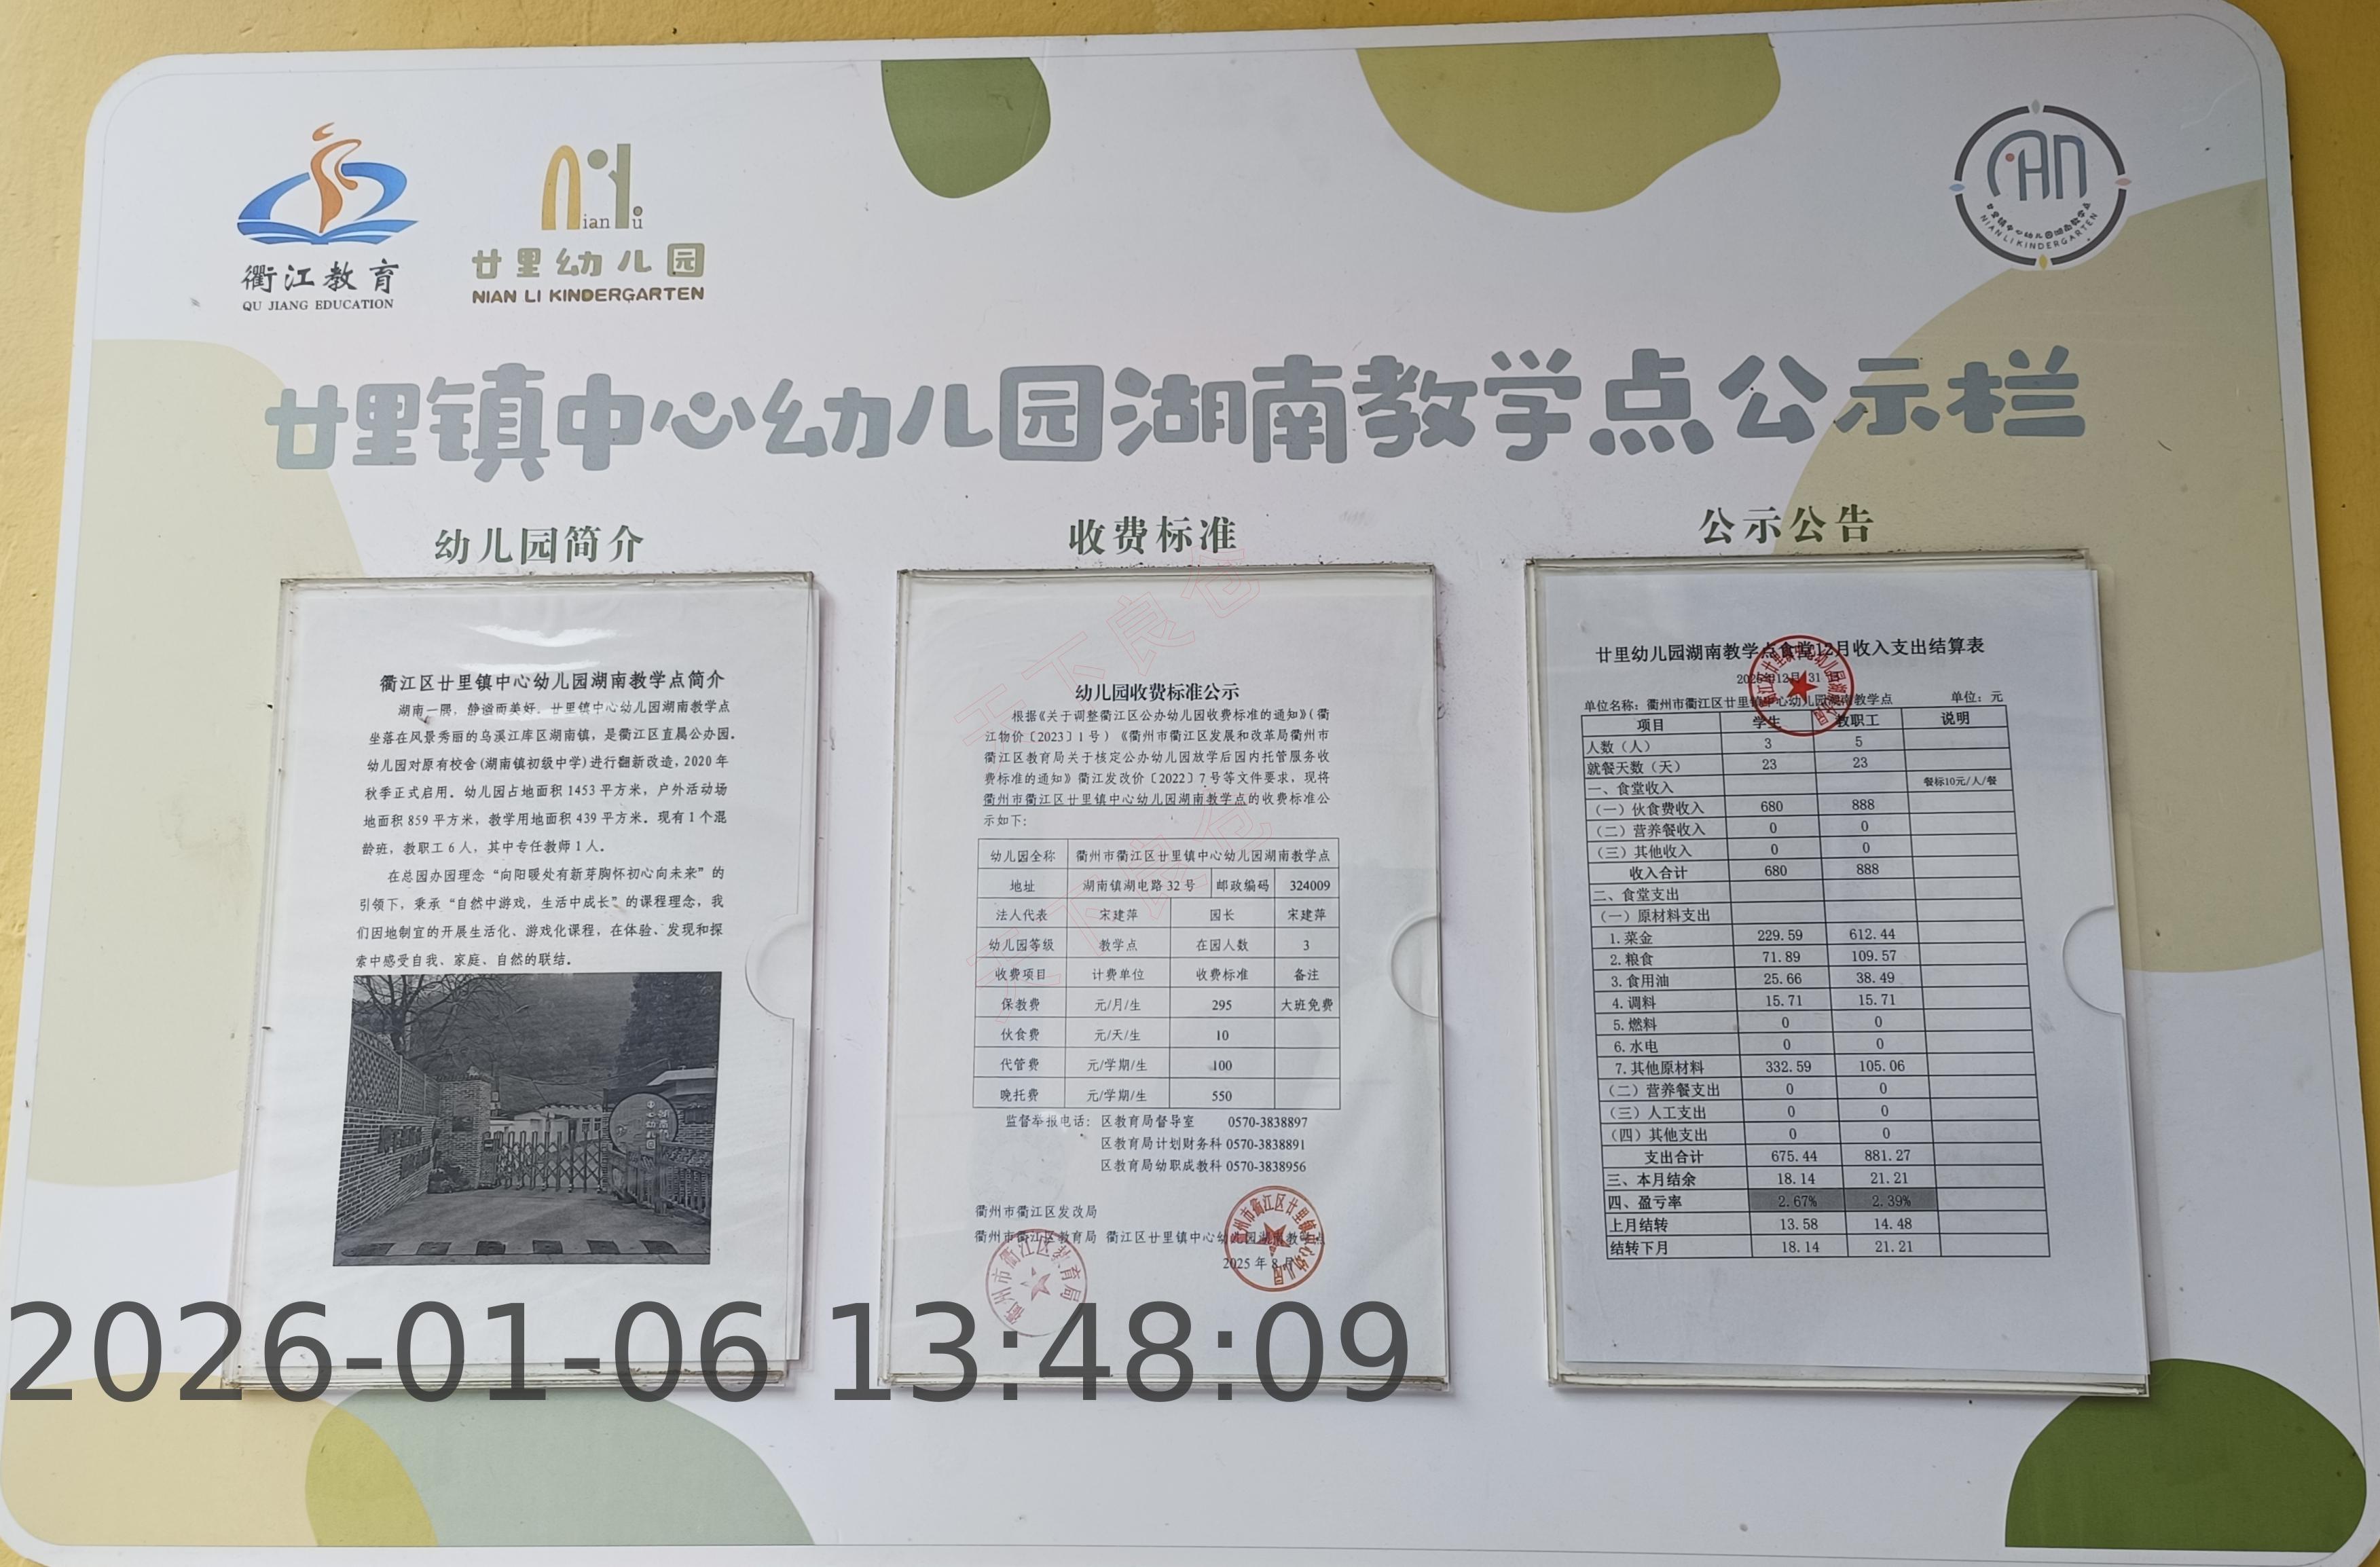 衢江教育
QU JIANG EDUCATION
ian u
廿里幼儿园
NIAN LI KINDERGARTEN
廿里镇中心幼儿园湖南教学点
NIAN LI KINDERGARTEN
廿里镇中心幼儿园湖南教学点公示栏
幼儿园简介
衢江区廿里镇中心幼儿园湖南教学点简介
湖南一隅，静谧而美好。廿里镇中心幼儿园湖南教学点
坐落在风景秀丽的乌溪江库区湖南镇，是衢江区直属公办园。
幼儿园对原有校舍(湖南镇初级中学)进行翻新改造,2020年
秋季正式启用。幼儿园占地面积1453平方米，户外活动场
地面积859平方米，教学用地面积439平方米。现有1个混
龄班，教职工6人，其中专任教师1人。
在总园办园理念“向阳暖处有新芽胸怀初心向未来”的
引领下，秉承“自然中游戏，生活中成长”的课程理念，我
们因地制宜的开展生活化、游戏化课程，在体验、发现和探
索中感受自我、家庭、自然的联结。
收费标准
幼儿园收费标准公示
根据《关于调整衢江区公办幼儿园收费标准的通知》（衢
江物价〔2023〕1号）《衢州市衢江区发展和改革局衢州市
衢江区教育局关于核定公办幼儿园放学后园内托管服务收
费标准的通知》衢江发改价〔2022〕7号等文件要求，现将
衢州市衢江区廿里镇中心幼儿园湖南教学点的收费标准公
示如下：
幼儿园全称 衢州市衢江区廿里镇中心幼儿园湖南教学点
地址 湖南镇湖电路32号 邮政编码 324009
法人代表 宋建萍 园长 宋建萍
幼儿园等级 教学点 在园人数 3
收费项目 计费单位 收费标准 备注
保教费 元/月/生 295 大班免费
伙食费 元/天/生 10
代管费 元/学期/生 100
晚托费 元/学期/生 550
监督举报电话： 区教育局督导室 0570-3838897
区教育局计划财务科 0570-3838891
区教育局幼职成教科 0570-3838956
衢州市衢江区发改局
衢州市衢江区教育局 衢江区廿里镇中心幼儿园湖南教学点
2025年8月
衢州市衢江区教育局
天下良仓
天下良仓
公示公告
廿里幼儿园湖南教学点食堂12月收入支出结算表
单位名称：衢州市衢江区廿里镇中心幼儿园湖南教学点 单位：元
项目 学生 教职工 说明
人数（人） 3 5
就餐天数（天） 23 23
一、食堂收入 餐标10元/人/餐
（一）伙食费收入 680 888
（二）营养餐收入 0 0
（三）其他收入 0 0
收入合计 680 888
二、食堂支出
（一）原材料支出
1.菜金 229.59 612.44
2.粮食 71.89 109.57
3.食用油 25.66 38.49
4.调料 15.71 15.71
5.燃料 0 0
6.水电 0 0
7.其他原材料 332.59 105.06
（二）营养餐支出 0 0
（三）人工支出 0 0
（四）其他支出 0 0
支出合计 675.44 881.27
三、本月结余 18.14 21.21
四、盈亏率 2.67% 2.39%
上月结转 13.58 14.48
结转下月 18.14 21.21
2026-01-06 13:48:09